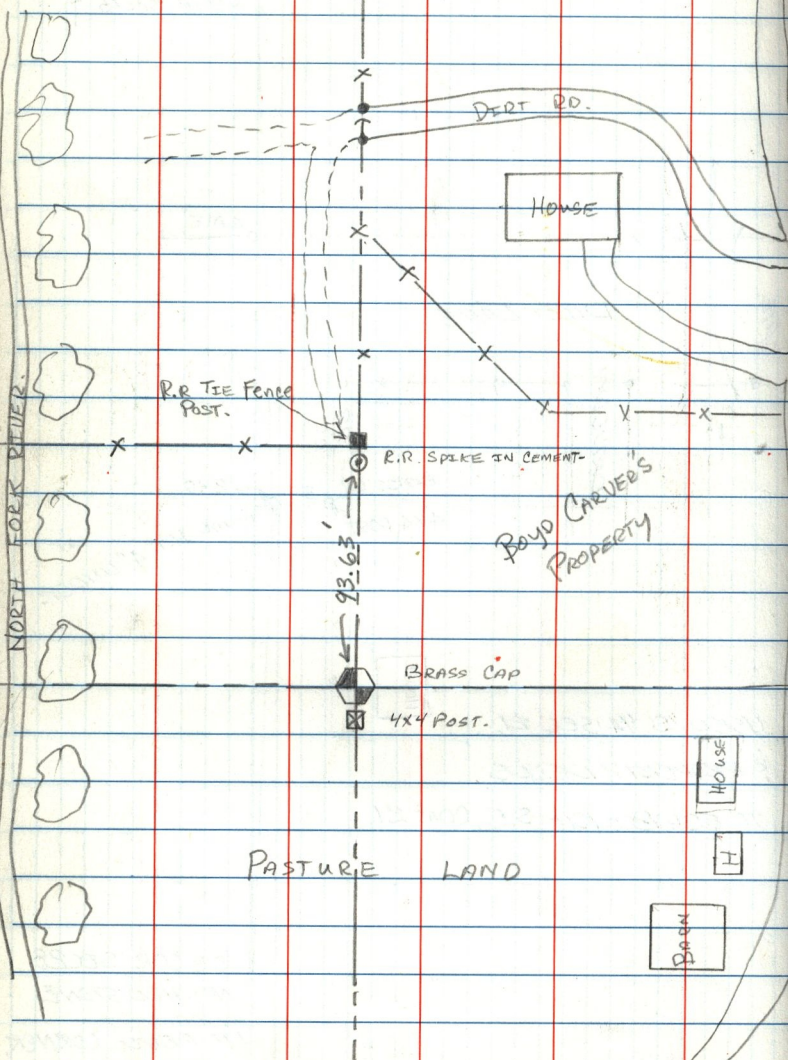 DIRT RD.
HOUSE
R.R TIE Fence
POST.
R.R. SPIKE IN CEMENT-
NORTH FORK RIVER.
BOYD CARVER'S
PROPERTY
93.63'
BRASS CAP
4X4 POST.
HOUSE
H
PASTURE LAND
BARN